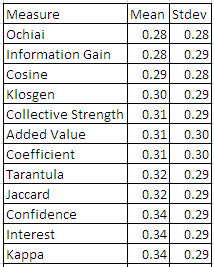 Measure Mean Stdev
Ochiai 0.28 0.28
Information Gain 0.28 0.29
Cosine 0.29 0.28
Klosgen 0.30 0.29
Collective Strength 0.31 0.29
Added Value 0.31 0.30
Coefficient 0.31 0.30
Tarantula 0.32 0.29
Jaccard 0.32 0.29
Confidence 0.34 0.29
Interest 0.34 0.29
Kappa 0.34 0.29